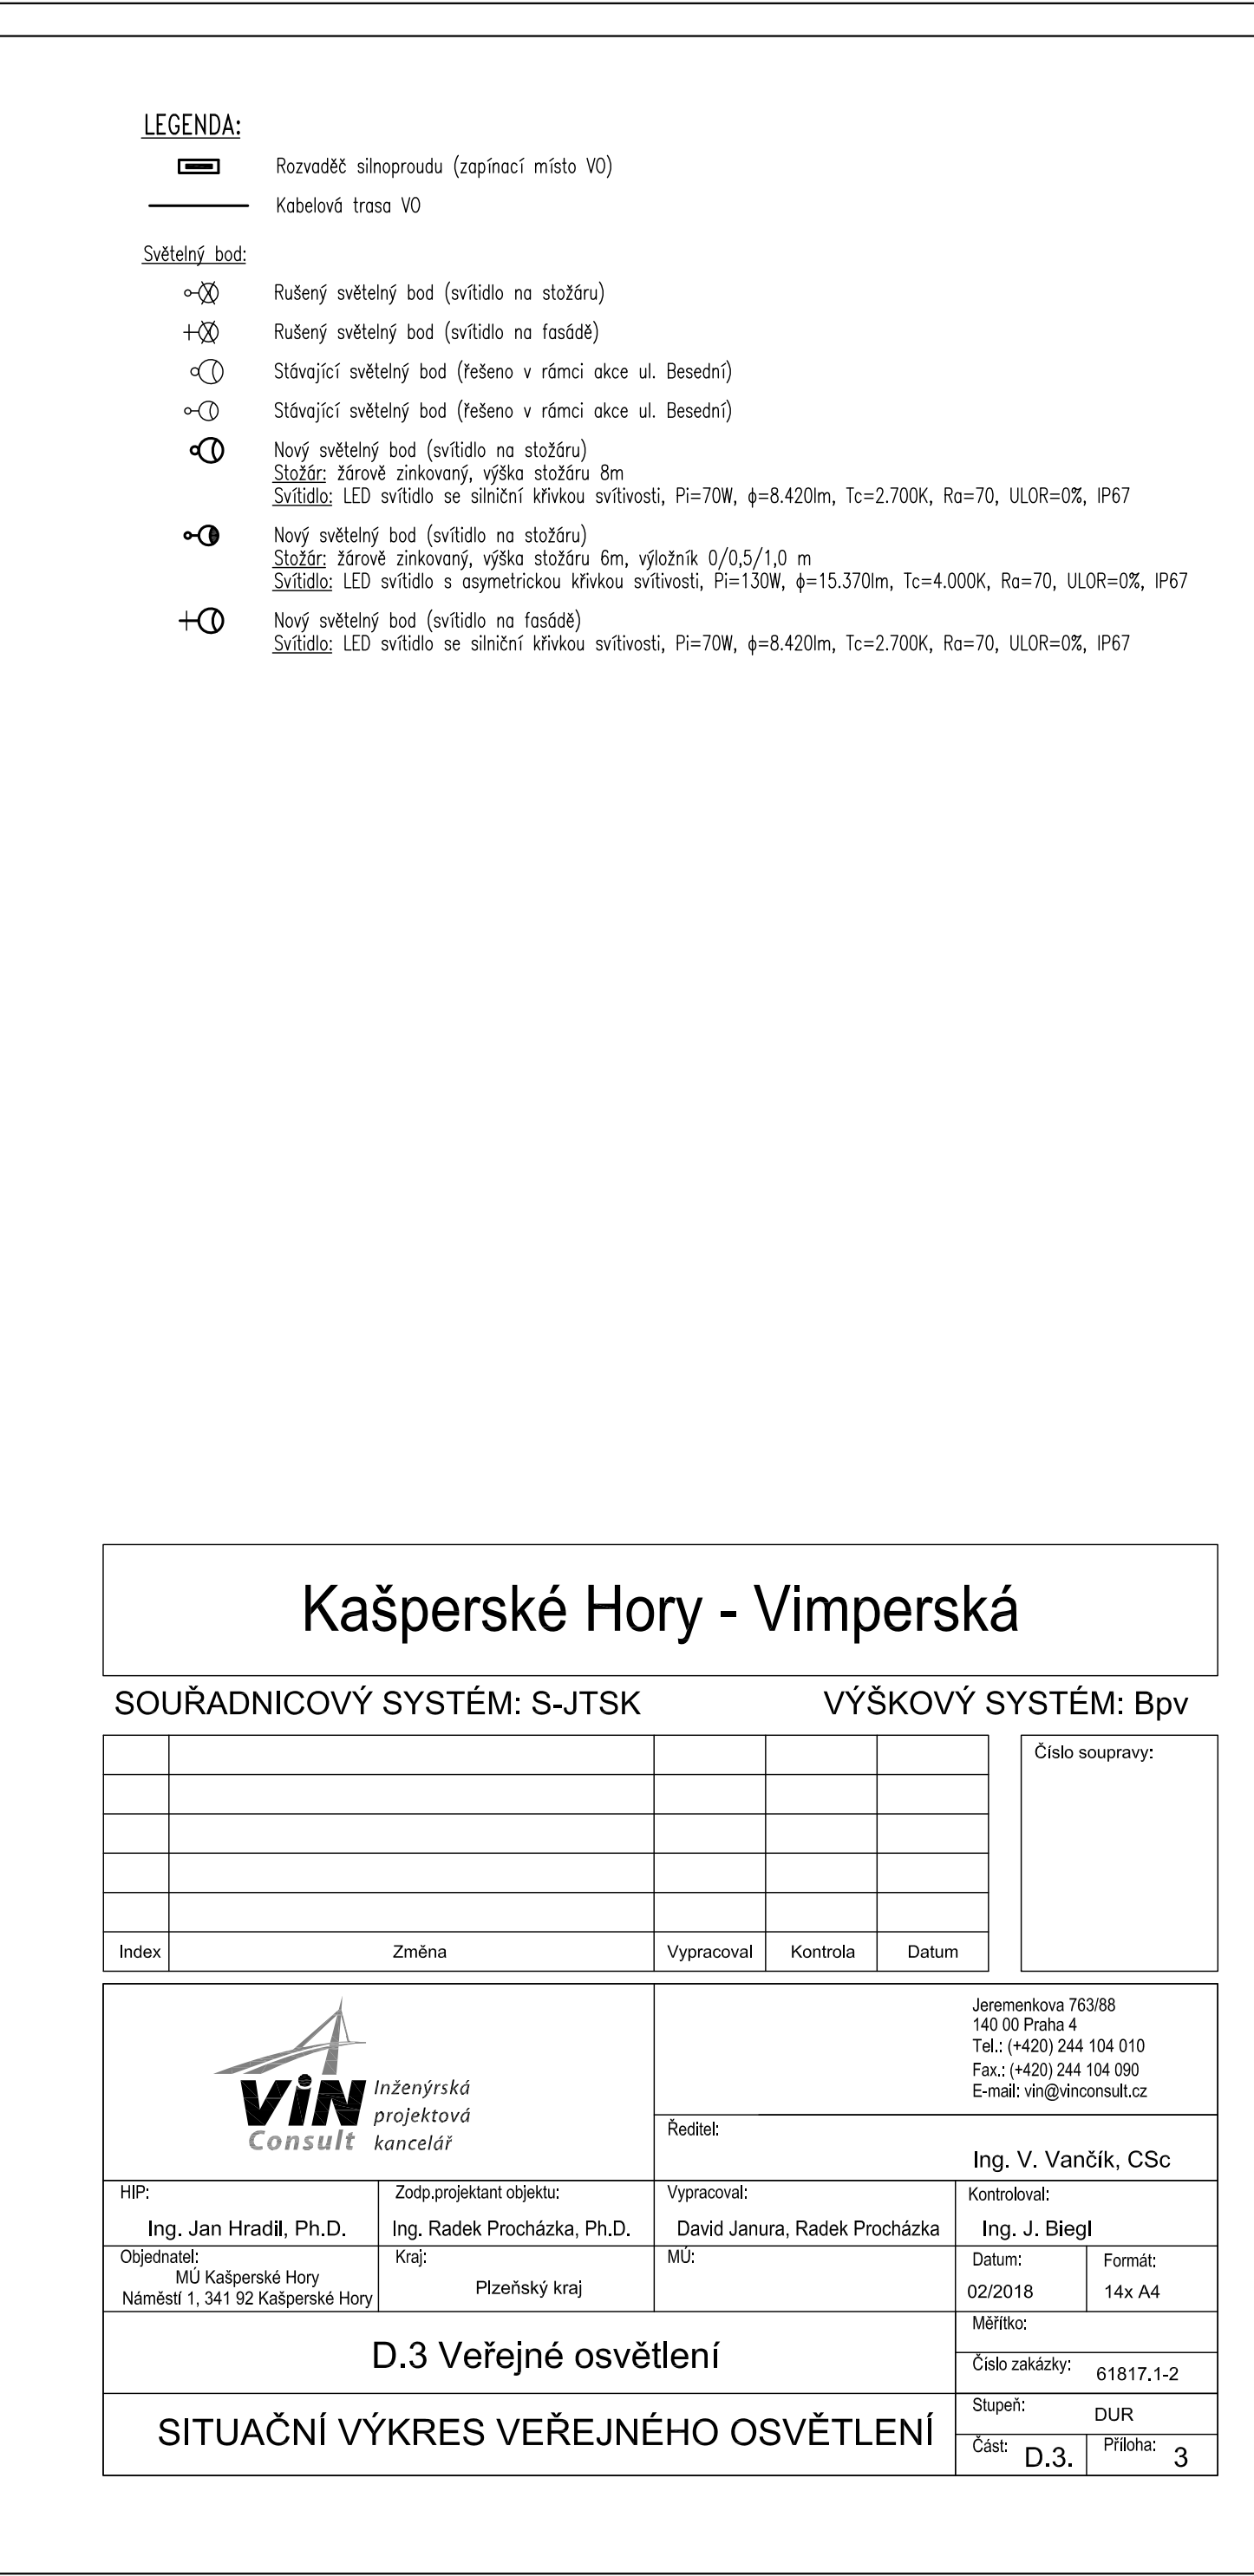 LEGENDA:
Rozvaděč silnoproudu (zapínací místo VO)
Kabelová trasa VO
Světelný bod:
Rušený světelný bod (svítidlo na stožáru)
Rušený světelný bod (svítidlo na fasádě)
Stávající světelný bod (řešeno v rámci akce ul. Besední)
Stávající světelný bod (řešeno v rámci akce ul. Besední)
Nový světelný bod (svítidlo na stožáru)
Stožár: žárově zinkovaný, výška stožáru 8m
Svítidlo: LED svítidlo se silniční křivkou svítivosti, Pi=70W, ϕ=8.420lm, Tc=2.700K, Ra=70, ULOR=0%, IP67
Nový světelný bod (svítidlo na stožáru)
Stožár: žárově zinkovaný, výška stožáru 6m, výložník 0/0,5/1,0 m
Svítidlo: LED svítidlo s asymetrickou křivkou svítivosti, Pi=130W, ϕ=15.370lm, Tc=4.000K, Ra=70, ULOR=0%, IP67
Nový světelný bod (svítidlo na fasádě)
Svítidlo: LED svítidlo se silniční křivkou svítivosti, Pi=70W, ϕ=8.420lm, Tc=2.700K, Ra=70, ULOR=0%, IP67
Kašperské Hory - Vimperská
SOUŘADNICOVÝ SYSTÉM: S-JTSK VÝŠKOVÝ SYSTÉM: Bpv
Číslo soupravy:
Index Změna Vypracoval Kontrola Datum
ViN Consult
Inženýrská
projektová
kancelář
Jeremenkova 763/88
140 00 Praha 4
Tel.: (+420) 244 104 010
Fax.: (+420) 244 104 090
E-mail: vin@vinconsult.cz
Ředitel:
Ing. V. Vančík, CSc
HIP: Zodp.projektant objektu: Vypracoval: Kontroloval:
Ing. Jan Hradil, Ph.D. Ing. Radek Procházka, Ph.D. David Janura, Radek Procházka Ing. J. Biegl
Objednatel: Kraj: MÚ: Datum: Formát:
MÚ Kašperské Hory
Náměstí 1, 341 92 Kašperské Hory Plzeňský kraj 02/2018 14x A4
D.3 Veřejné osvětlení
Měřítko:
Číslo zakázky: 61817.1-2
SITUAČNÍ VÝKRES VEŘEJNÉHO OSVĚTLENÍ
Stupeň: DUR
Část: D.3. Příloha: 3